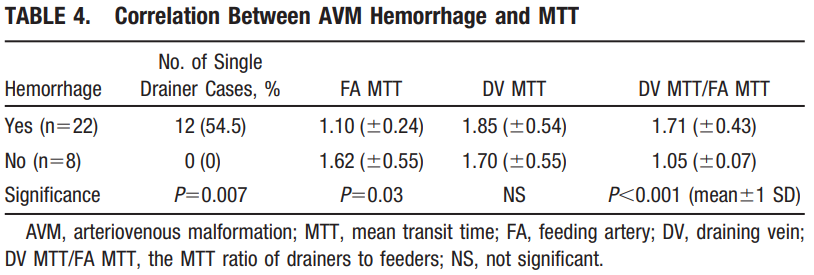 TABLE 4. Correlation Between AVM Hemorrhage and MTT
No. of Single
Hemorrhage Drainer Cases, % FA MTT DV MTT DV MTT/FA MTT
Yes (n=22) 12 (54.5) 1.10 (±0.24) 1.85 (±0.54) 1.71 (±0.43)
No (n=8) 0 (0) 1.62 (±0.55) 1.70 (±0.55) 1.05 (±0.07)
Significance P=0.007 P=0.03 NS P<0.001 (mean±1 SD)
AVM, arteriovenous malformation; MTT, mean transit time; FA, feeding artery; DV, draining vein;
DV MTT/FA MTT, the MTT ratio of drainers to feeders; NS, not significant.